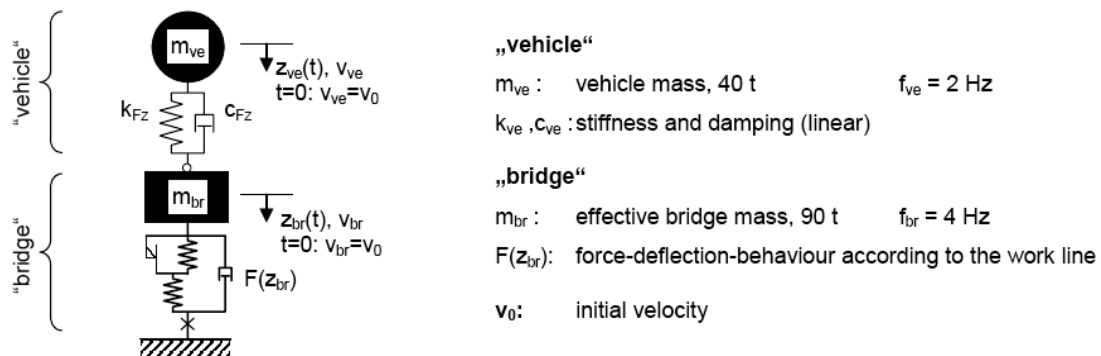 "vehicle"
m_ve
z_ve(t), v_ve
t=0: v_ve=v_0
k_Fz
c_Fz
"bridge"
m_br
z_br(t), v_br
t=0: v_br=v_0
F(z_br)
„vehicle“
m_ve : vehicle mass, 40 t f_ve = 2 Hz
k_ve ,c_ve : stiffness and damping (linear)
„bridge“
m_br : effective bridge mass, 90 t f_br = 4 Hz
F(z_br): force-deflection-behaviour according to the work line
v_0: initial velocity